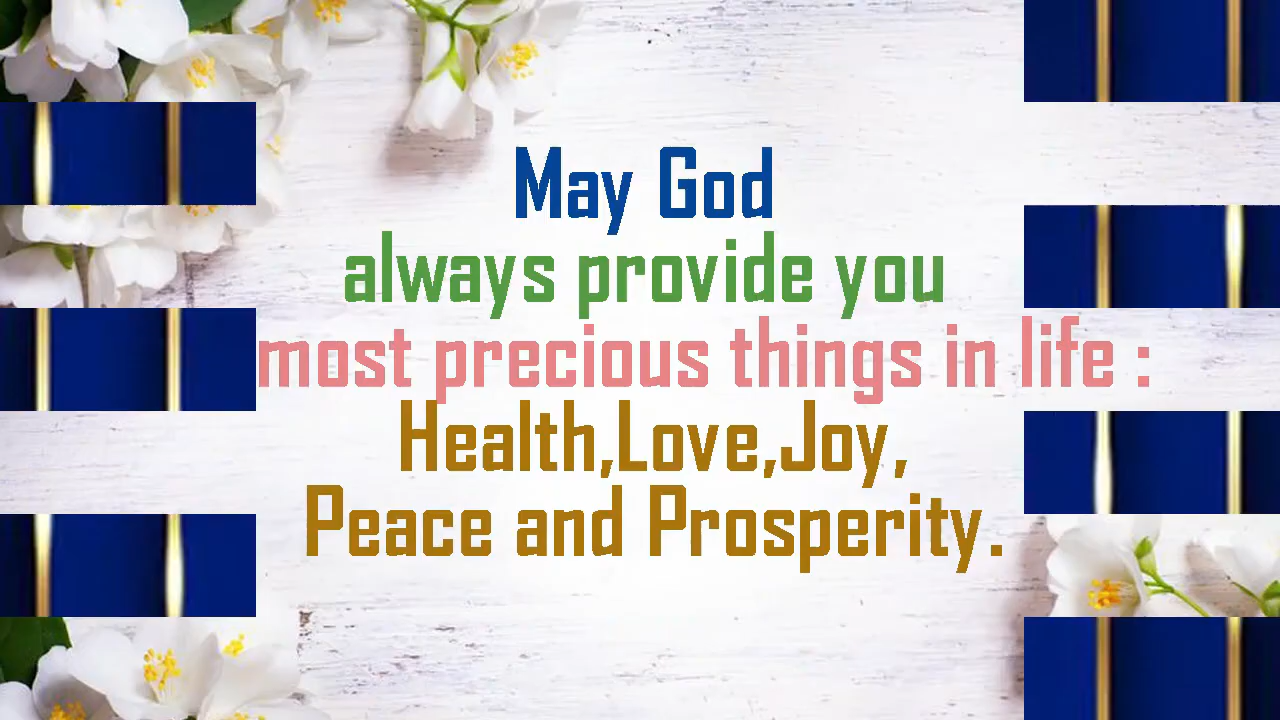 May God
always provide you
most precious things in life :
Health,Love,Joy,
Peace and Prosperity.